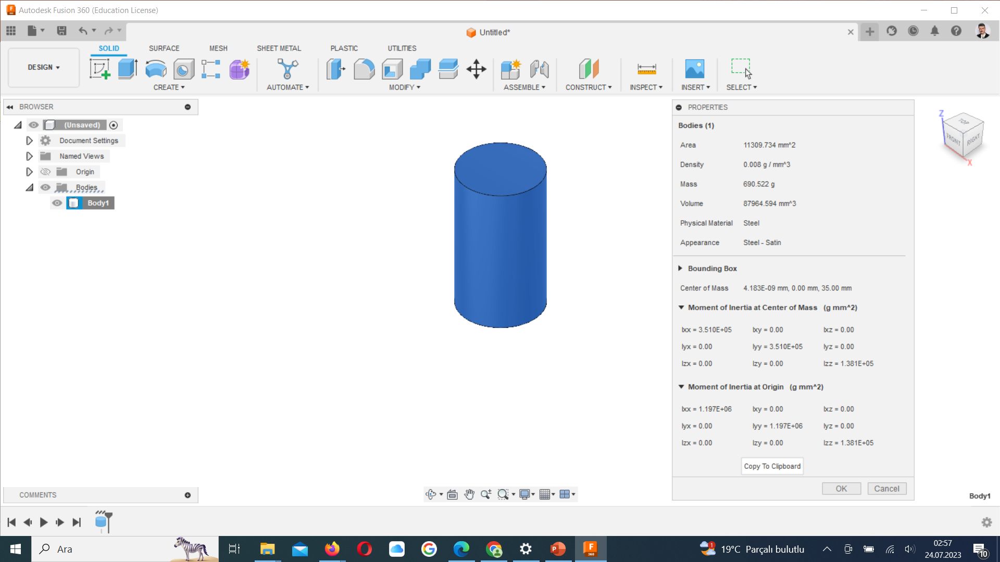 Autodesk Fusion 360 (Education License)
Untitled*
DESIGN
SOLID SURFACE MESH SHEET METAL PLASTIC UTILITIES
CREATE AUTOMATE MODIFY ASSEMBLE CONSTRUCT INSPECT INSERT SELECT
BROWSER
(Unsaved)
Document Settings
Named Views
Origin
Bodies
Body1
PROPERTIES
Bodies (1)
Area 11309.734 mm^2
Density 0.008 g / mm^3
Mass 690.522 g
Volume 87964.594 mm^3
Physical Material Steel
Appearance Steel - Satin
Bounding Box
Center of Mass 4.183E-09 mm, 0.00 mm, 35.00 mm
Moment of Inertia at Center of Mass (g mm^2)
Ixx = 3.510E+05 Ixy = 0.00 Ixz = 0.00
Iyx = 0.00 Iyy = 3.510E+05 Iyz = 0.00
Izx = 0.00 Izy = 0.00 Izz = 1.381E+05
Moment of Inertia at Origin (g mm^2)
Ixx = 1.197E+06 Ixy = 0.00 Ixz = 0.00
Iyx = 0.00 Iyy = 1.197E+06 Iyz = 0.00
Izx = 0.00 Izy = 0.00 Izz = 1.381E+05
Copy To Clipboard
OK Cancel
Z
TOP
FRONT RIGHT
X
COMMENTS
Body1
Ara
19°C Parçalı bulutlu
02:57
24.07.2023
10